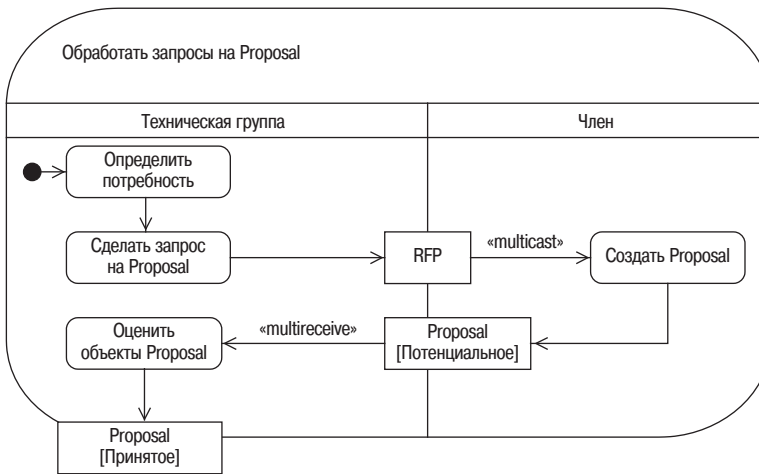 Обработать запросы на Proposal
Техническая группа
Член
Определить
потребность
Сделать запрос
на Proposal
RFP
«multicast»
Создать Proposal
Оценить
объекты Proposal
«multireceive»
Proposal
[Потенциальное]
Proposal
[Принятое]